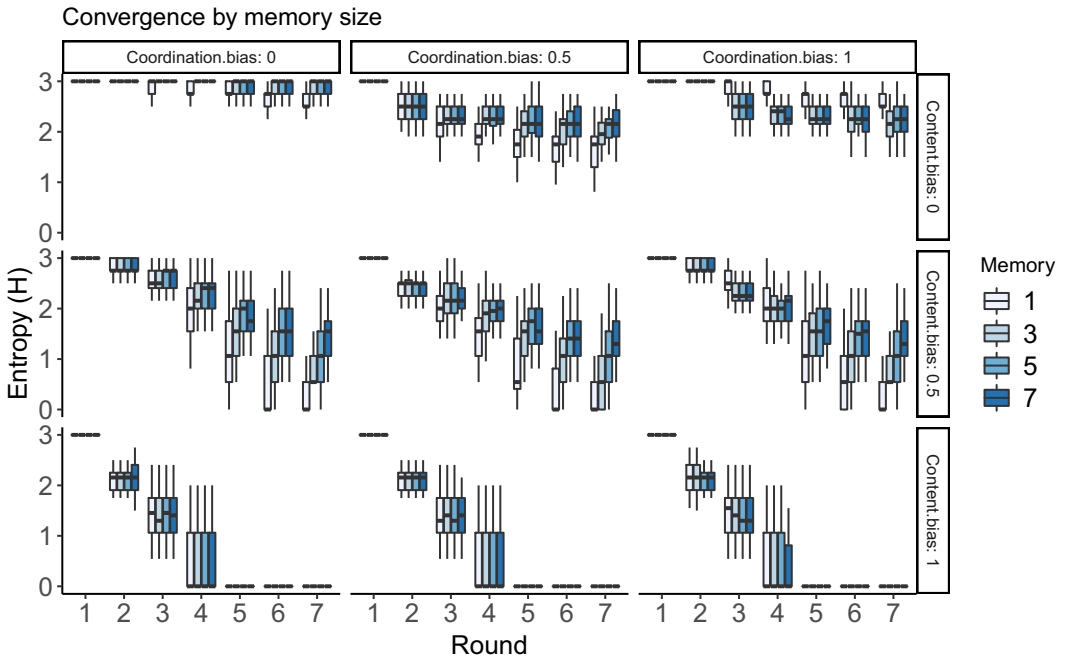 Convergence by memory size
Coordination.bias: 0
Coordination.bias: 0.5
Coordination.bias: 1
3
2
1
0
Content.bias: 0
3
2
1
0
Content.bias: 0.5
3
2
1
0
Content.bias: 1
Entropy (H)
1 2 3 4 5 6 7
1 2 3 4 5 6 7
1 2 3 4 5 6 7
Round
Memory
1
3
5
7